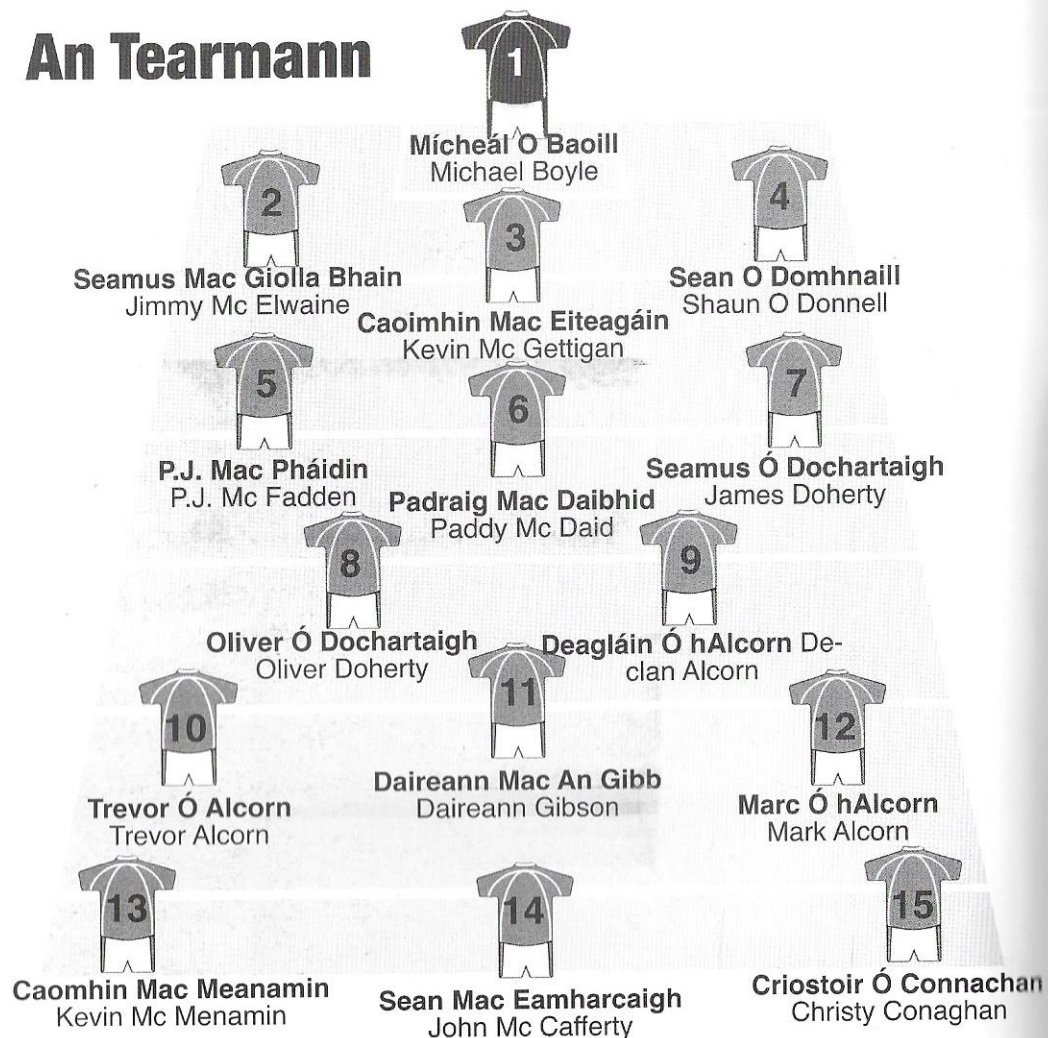 An Tearmann
1
Mícheál O Baoill
Michael Boyle
2
Seamus Mac Giolla Bhain
Jimmy Mc Elwaine
3
Caoimhin Mac Eiteagáin
Kevin Mc Gettigan
4
Sean O Domhnaill
Shaun O Donnell
5
P.J. Mac Pháidin
P.J. Mc Fadden
6
Padraig Mac Daibhid
Paddy Mc Daid
7
Seamus Ó Dochartaigh
James Doherty
8
Oliver Ó Dochartaigh
Oliver Doherty
9
Deagláin Ó hAlcorn De-
clan Alcorn
10
Trevor Ó Alcorn
Trevor Alcorn
11
Daireann Mac An Gibb
Daireann Gibson
12
Marc Ó hAlcorn
Mark Alcorn
13
Caomhin Mac Meanamin
Kevin Mc Menamin
14
Sean Mac Eamharcaigh
John Mc Cafferty
15
Criostoir Ó Connachan
Christy Conaghan